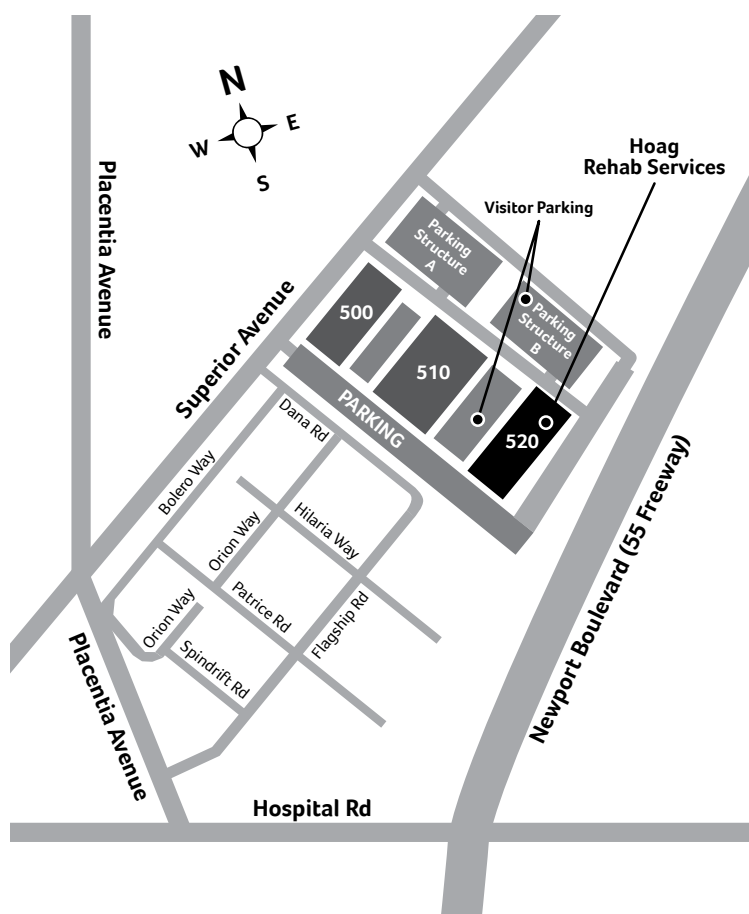 N
W
E
S
Hoag
Rehab Services
Visitor Parking
Placentia Avenue
Superior Avenue
Parking
Structure
A
Parking
Structure
B
500
510
520
PARKING
Dana Rd
Bolero Way
Hilaria Way
Orion Way
Patrice Rd
Flagship Rd
Orion Way
Spindrift Rd
Placentia Avenue
Newport Boulevard (55 Freeway)
Hospital Rd